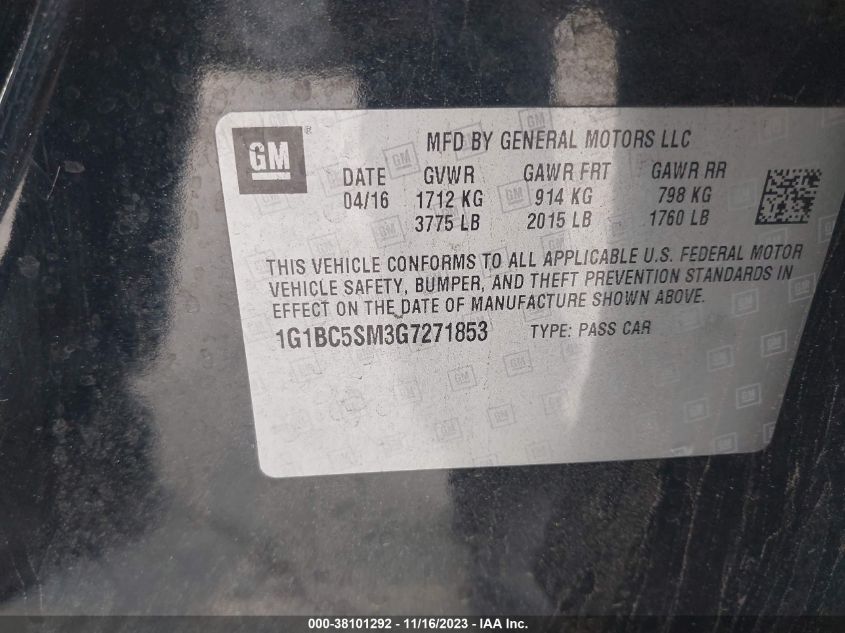 GM ®
MFD BY GENERAL MOTORS LLC
DATE GVWR GAWR FRT GAWR RR
04/16 1712 KG 914 KG 798 KG
3775 LB 2015 LB 1760 LB
THIS VEHICLE CONFORMS TO ALL APPLICABLE U.S. FEDERAL MOTOR
VEHICLE SAFETY, BUMPER, AND THEFT PREVENTION STANDARDS IN
EFFECT ON THE DATE OF MANUFACTURE SHOWN ABOVE.
1G1BC5SM3G7271853 TYPE: PASS CAR
000-38101292 - 11/16/2023 - IAA Inc.